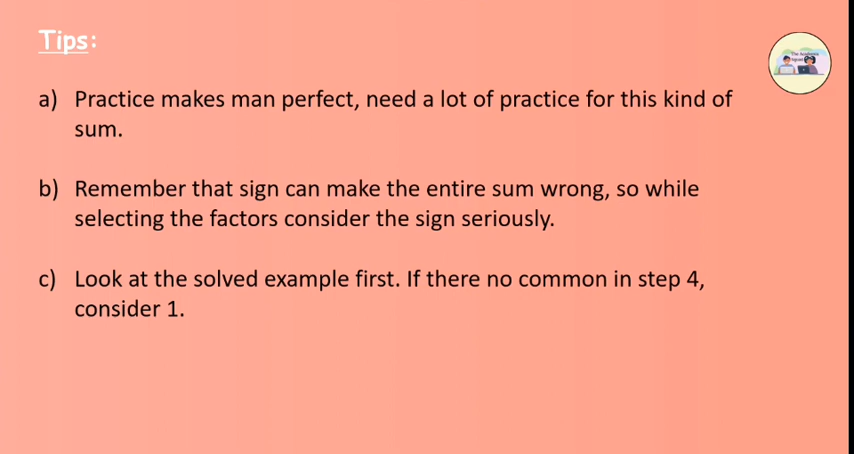 Tips:
a) Practice makes man perfect, need a lot of practice for this kind of
sum.
b) Remember that sign can make the entire sum wrong, so while
selecting the factors consider the sign seriously.
c) Look at the solved example first. If there no common in step 4,
consider 1.
The Academic